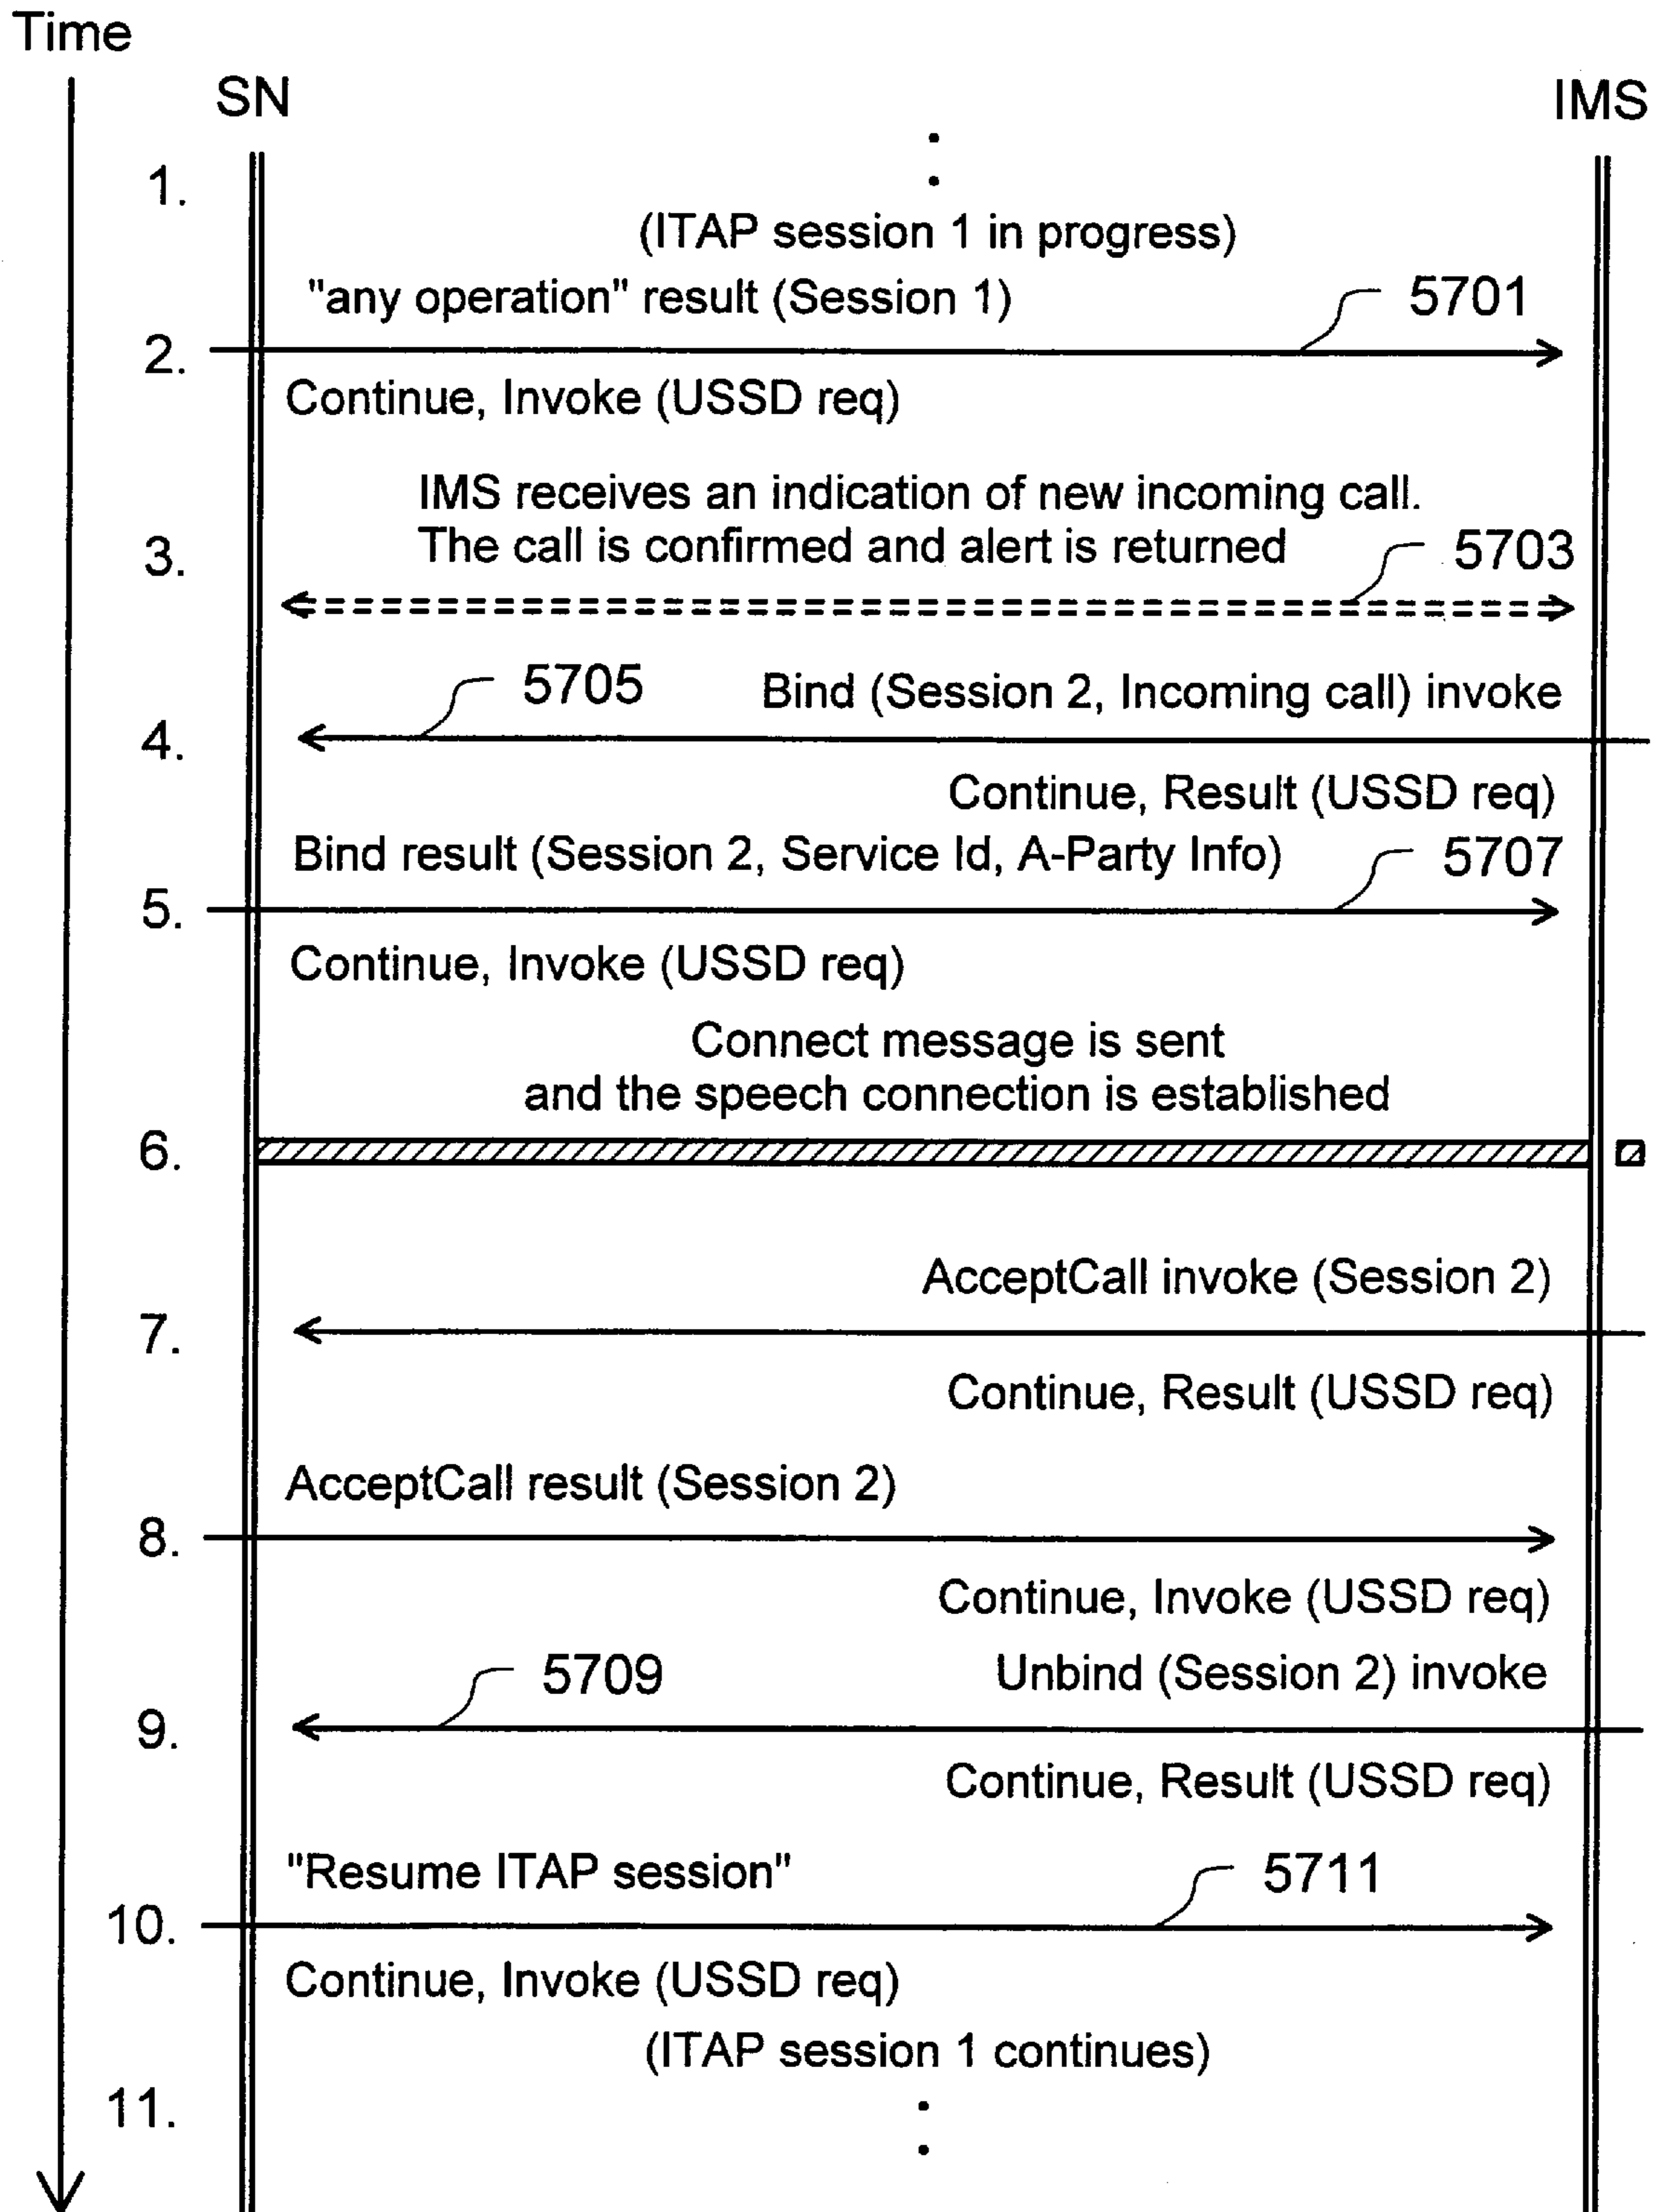 Time
SN
IMS
1.
(ITAP session 1 in progress)
"any operation" result (Session 1)
5701
2.
Continue, Invoke (USSD req)
IMS receives an indication of new incoming call.
The call is confirmed and alert is returned
5703
3.
5705
Bind (Session 2, Incoming call) invoke
4.
Continue, Result (USSD req)
Bind result (Session 2, Service Id, A-Party Info)
5707
5.
Continue, Invoke (USSD req)
Connect message is sent
and the speech connection is established
6.
AcceptCall invoke (Session 2)
7.
Continue, Result (USSD req)
AcceptCall result (Session 2)
8.
Continue, Invoke (USSD req)
5709
Unbind (Session 2) invoke
9.
Continue, Result (USSD req)
"Resume ITAP session"
5711
10.
Continue, Invoke (USSD req)
(ITAP session 1 continues)
11.